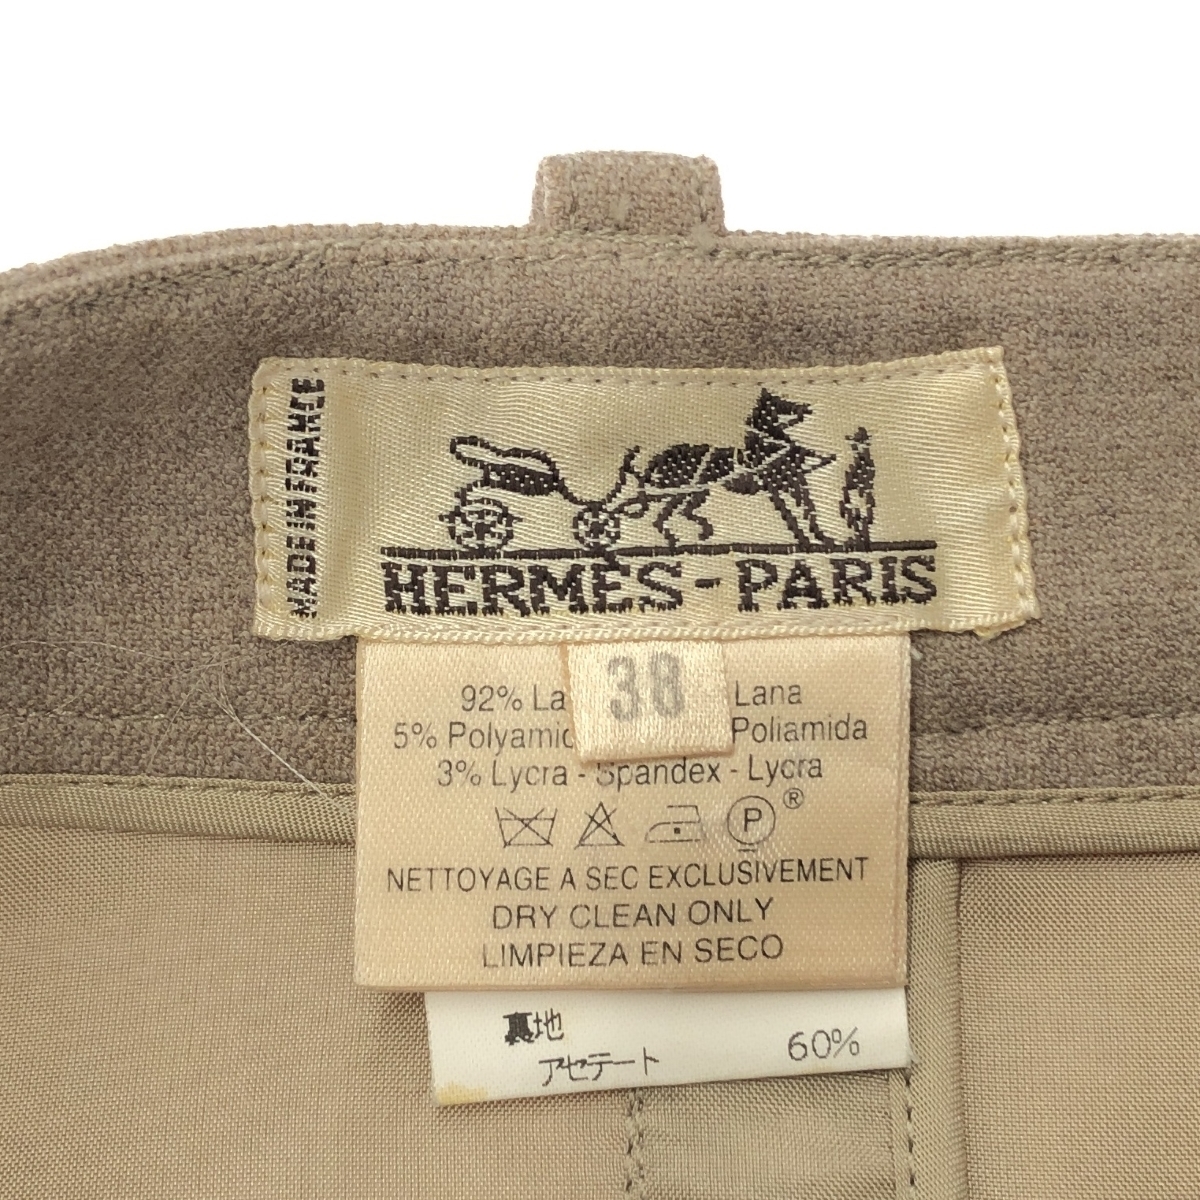 MADE IN FRANCE
HERMÈS-PARIS
38
92% La Lana
5% Polyamid Poliamida
3% Lycra - Spandex - Lycra
P ®
NETTOYAGE A SEC EXCLUSIVEMENT
DRY CLEAN ONLY
LIMPIEZA EN SECO
裏地
アセテート 60%